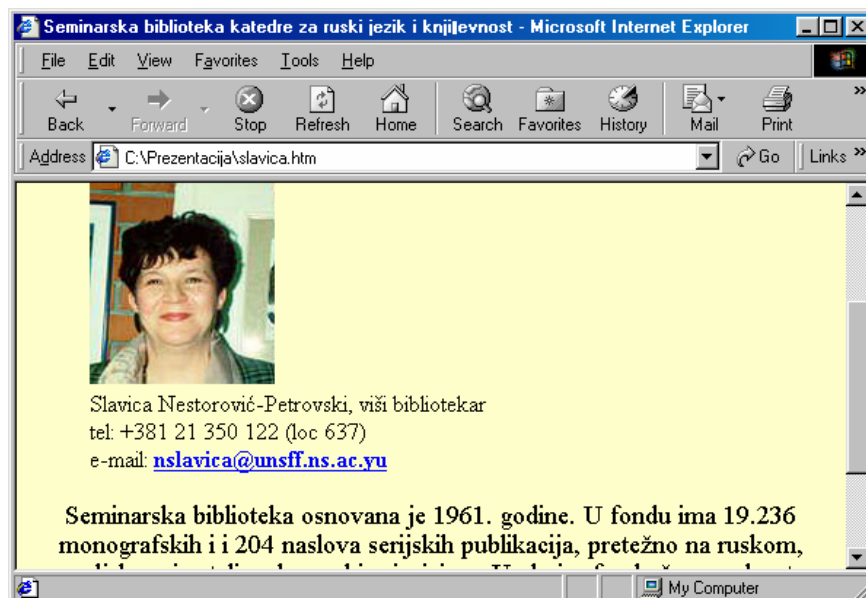 Seminarska biblioteka katedre za ruski jezik i knjilevnost - Microsoft Internet Explorer
File Edit View Favorites Tools Help
Back Forward Stop Refresh Home Search Favorites History Mail Print
Address C:\Prezentacija\slavica.htm Go Links
Slavica Nestorović-Petrovski, viši bibliotekar
tel: +381 21 350 122 (loc 637)
e-mail: nslavica@unsff.ns.ac.yu
Seminarska biblioteka osnovana je 1961. godine. U fondu ima 19.236
monografskih i i 204 naslova serijskih publikacija, pretežno na ruskom,
My Computer